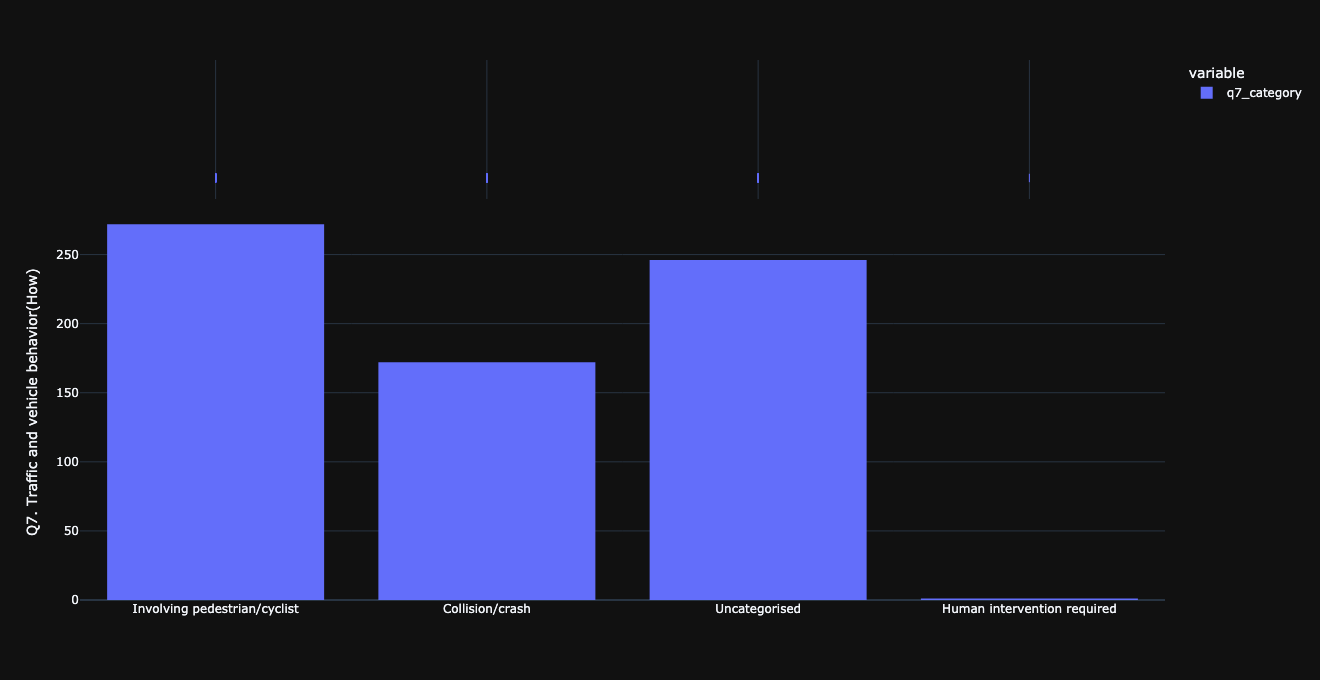 variable
q7_category
Q7. Traffic and vehicle behavior(How)
250
200
150
100
50
0
Involving pedestrian/cyclist
Collision/crash
Uncategorised
Human intervention required